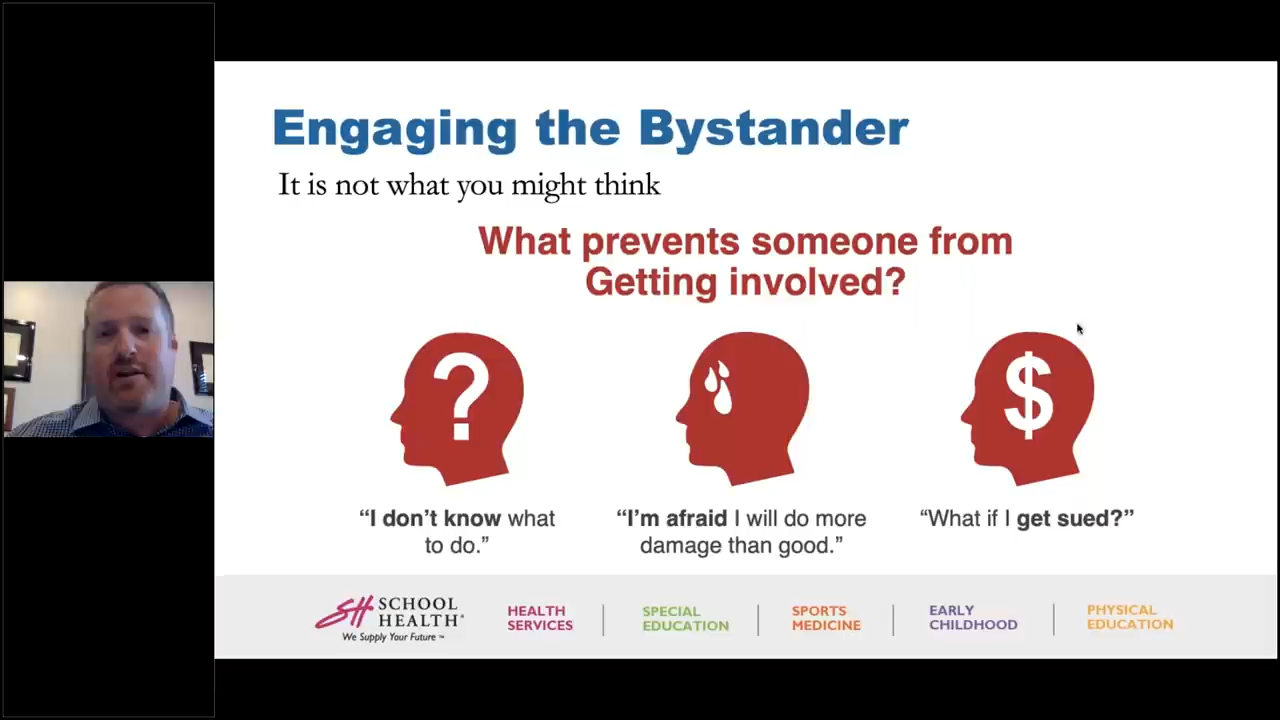 Engaging the Bystander
It is not what you might think
What prevents someone from
Getting involved?
?
$
“I don’t know what
to do.”
“I’m afraid I will do more
damage than good.”
“What if I get sued?”
SH SCHOOL
HEALTH®
We Supply Your Future ™
HEALTH
SERVICES
SPECIAL
EDUCATION
SPORTS
MEDICINE
EARLY
CHILDHOOD
PHYSICAL
EDUCATION